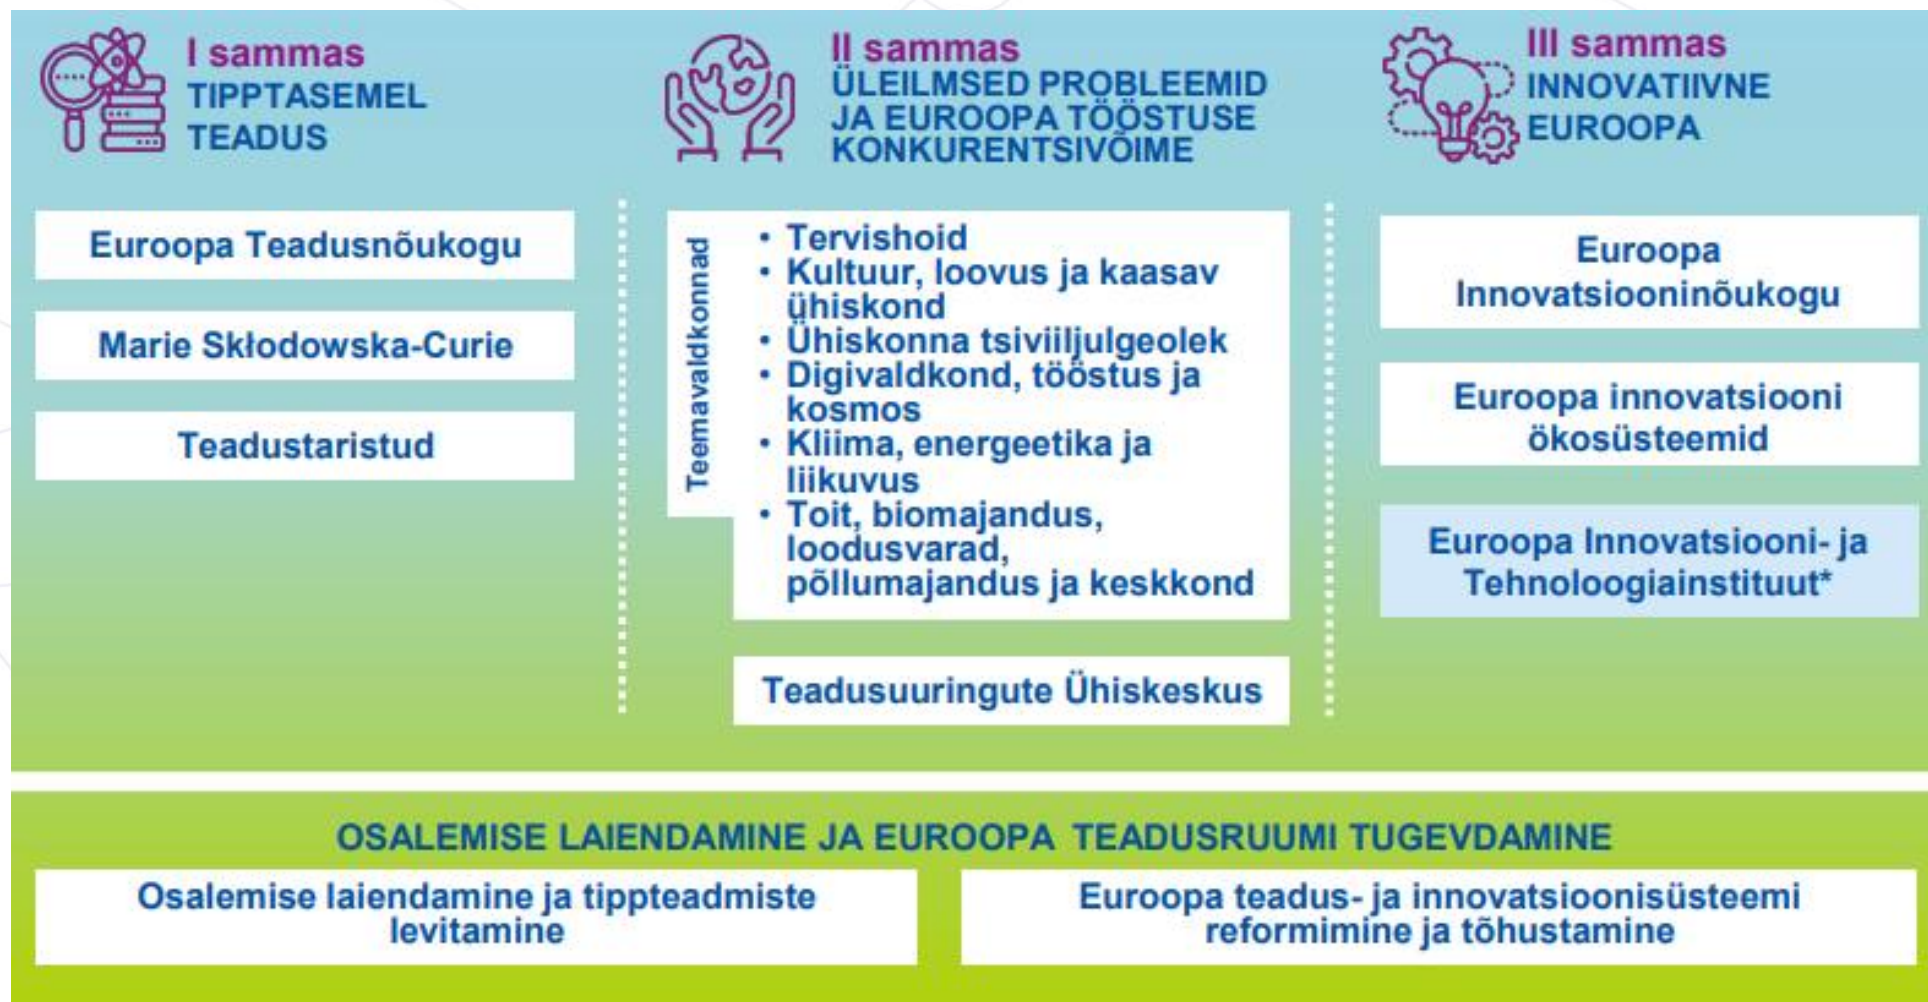 I sammas
TIPPTASEMEL
TEADUS
Euroopa Teadusnõukogu
Marie Skłodowska-Curie
Teadustaristud
II sammas
ÜLEILMSED PROBLEEMID
JA EUROOPA TÖÖSTUSE
KONKURENTSIVÕIME
Teemavaldkonnad
• Tervishoid
• Kultuur, loovus ja kaasav
ühiskond
• Ühiskonna tsiviiljulgeolek
• Digivaldkond, tööstus ja
kosmos
• Kliima, energeetika ja
liikuvus
• Toit, biomajandus,
loodusvarad,
põllumajandus ja keskkond
Teadusuuringute Ühiskeskus
III sammas
INNOVATIIVNE
EUROOPA
Euroopa
Innovatsiooninõukogu
Euroopa innovatsiooni
ökosüsteemid
Euroopa Innovatsiooni- ja
Tehnoloogiainstituut*
OSALEMISE LAIENDAMINE JA EUROOPA TEADUSRUUMI TUGEVDAMINE
Osalemise laiendamine ja tippteadmiste
levitamine
Euroopa teadus- ja innovatsioonisüsteemi
reformimine ja tõhustamine